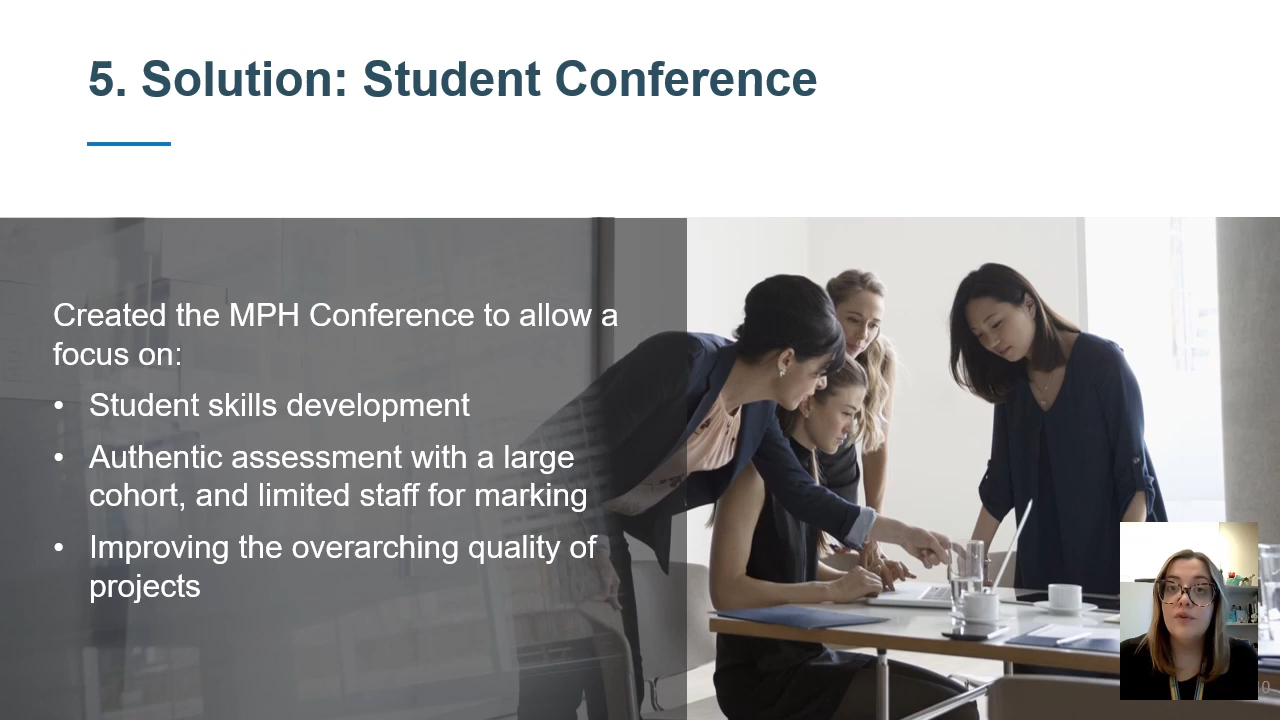 5. Solution: Student Conference
Created the MPH Conference to allow a
focus on:
• Student skills development
• Authentic assessment with a large
cohort, and limited staff for marking
• Improving the overarching quality of
projects